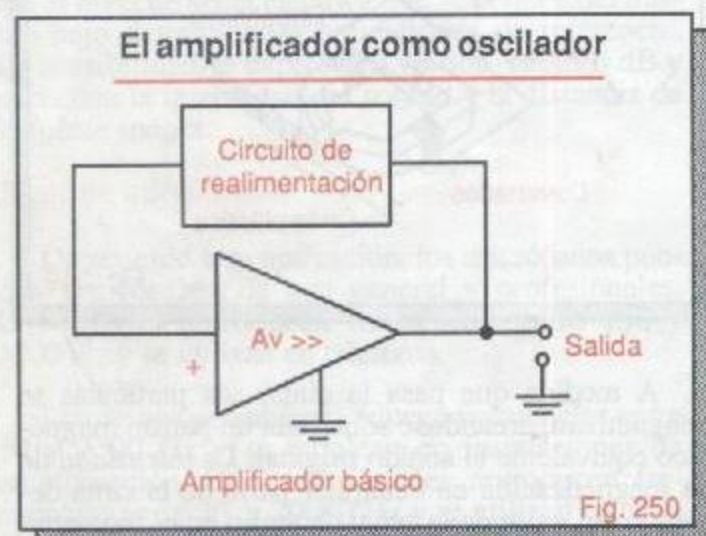 El amplificador como oscilador
Circuito de
realimentación
Av >>
+
Salida
Amplificador básico
Fig. 250